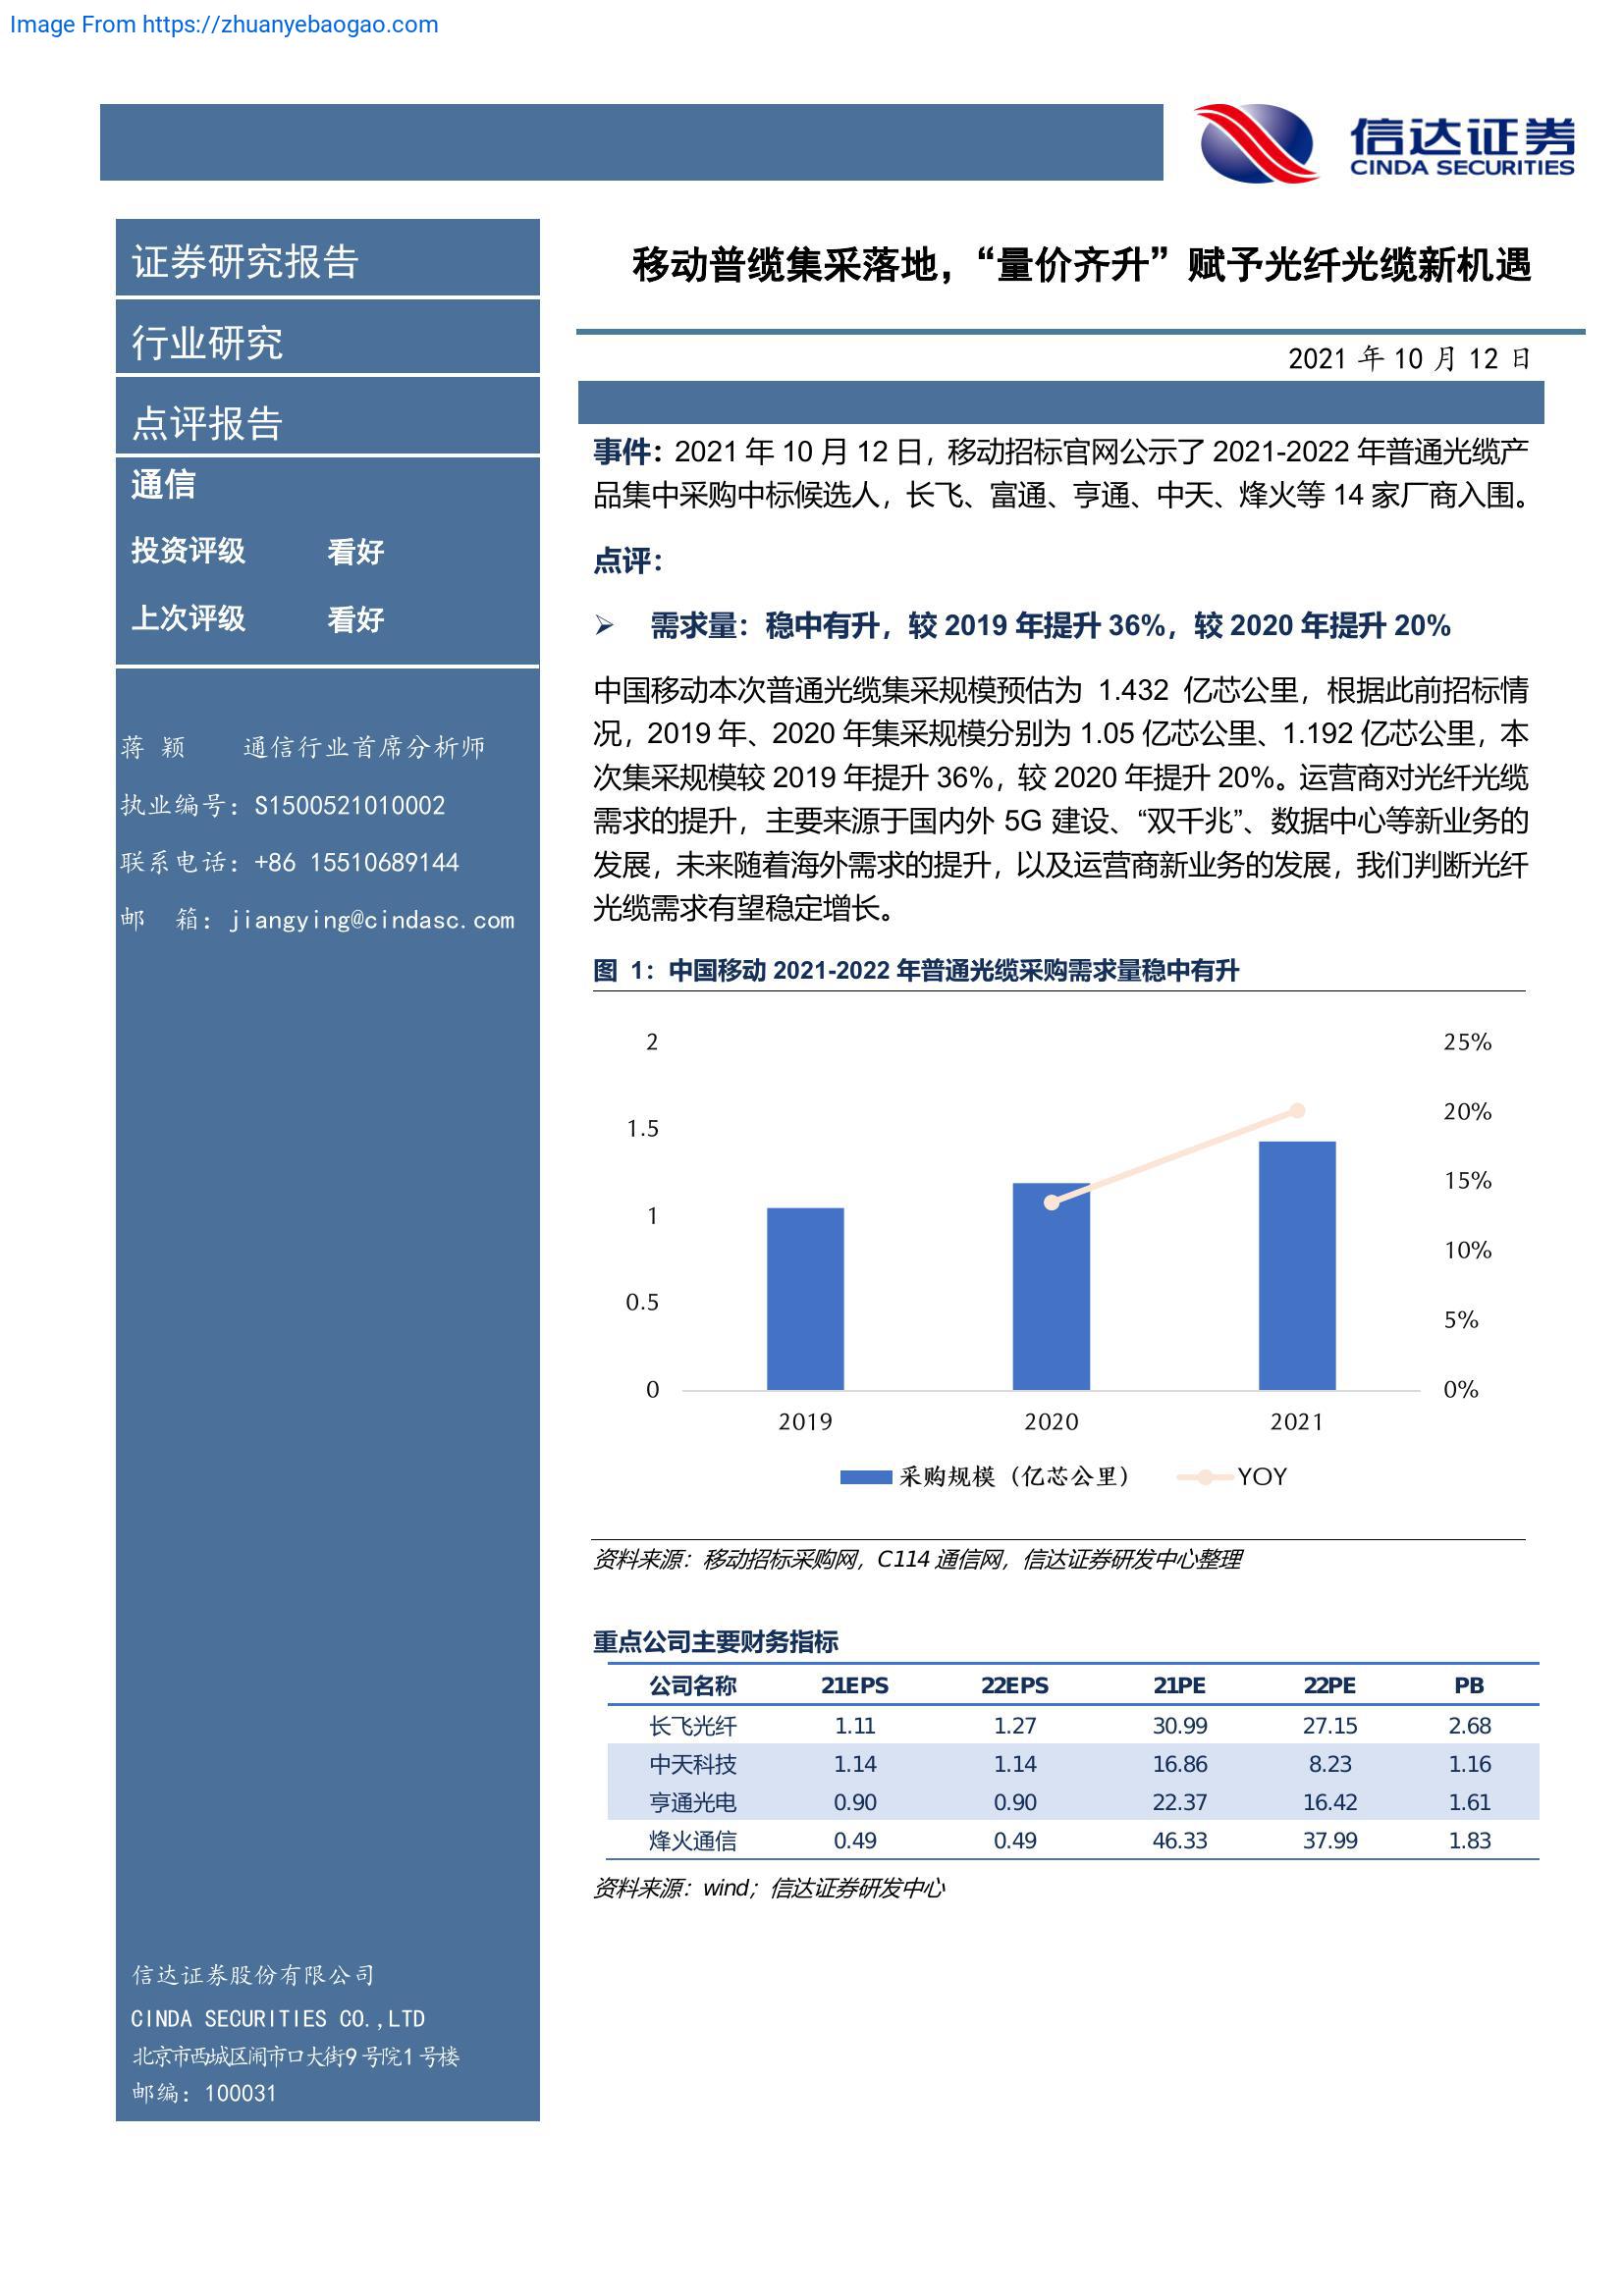 Image From https://zhuanyebaogao.com
信达证券
CINDA SECURITIES
证券研究报告
行业研究
点评报告
通信
投资评级 看好
上次评级 看好
蒋 颖 通信行业首席分析师
执业编号：S1500521010002
联系电话：+86 15510689144
邮 箱：jiangying@cindasc.com
信达证券股份有限公司
CINDA SECURITIES CO.,LTD
北京市西城区闹市口大街9号院1号楼
邮编：100031
移动普缆集采落地，“量价齐升”赋予光纤光缆新机遇
2021 年 10 月 12 日
事件：2021 年 10 月 12 日，移动招标官网公示了 2021-2022 年普通光缆产
品集中采购中标候选人，长飞、富通、亨通、中天、烽火等 14 家厂商入围。
点评：
➢ 需求量：稳中有升，较 2019 年提升 36%，较 2020 年提升 20%
中国移动本次普通光缆集采规模预估为 1.432 亿芯公里，根据此前招标情
况，2019 年、2020 年集采规模分别为 1.05 亿芯公里、1.192 亿芯公里，本
次集采规模较 2019 年提升 36%，较 2020 年提升 20%。运营商对光纤光缆
需求的提升，主要来源于国内外 5G 建设、“双千兆”、数据中心等新业务的
发展，未来随着海外需求的提升，以及运营商新业务的发展，我们判断光纤
光缆需求有望稳定增长。
图 1：中国移动 2021-2022 年普通光缆采购需求量稳中有升
2 25%
20%
1.5
15%
1
10%
0.5
5%
0 0%
2019 2020 2021
采购规模（亿芯公里） YOY
资料来源：移动招标采购网，C114 通信网，信达证券研发中心整理
重点公司主要财务指标
公司名称 21EPS 22EPS 21PE 22PE PB
长飞光纤 1.11 1.27 30.99 27.15 2.68
中天科技 1.14 1.14 16.86 8.23 1.16
亨通光电 0.90 0.90 22.37 16.42 1.61
烽火通信 0.49 0.49 46.33 37.99 1.83
资料来源：wind；信达证券研发中心